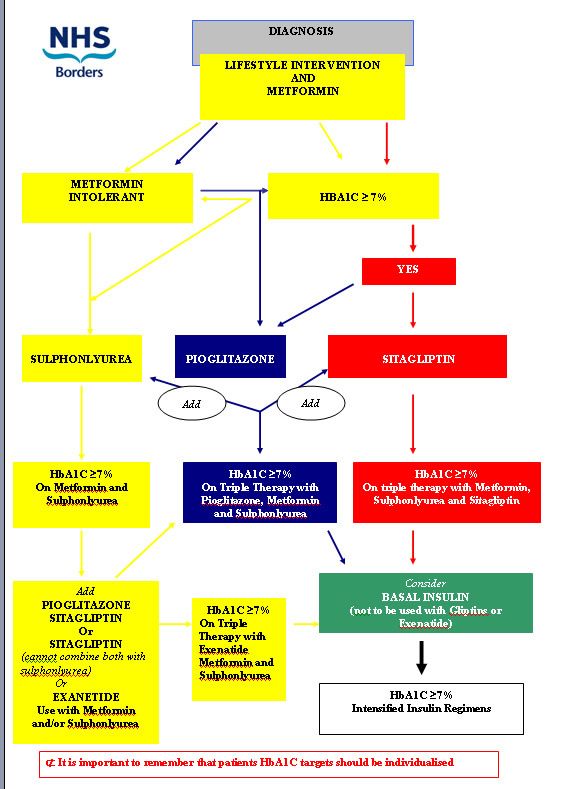 NHS
Borders
DIAGNOSIS
LIFESTYLE INTERVENTION
AND
METFORMIN
METFORMIN
INTOLERANT
HBA1C ≥ 7%
YES
SULPHONLYUREA
PIOGLITAZONE
SITAGLIPTIN
Add
Add
HbA1C ≥7%
On Metformin and
Sulphonlyurea
HbA1C ≥7%
On Triple Therapy with
Pioglitazone, Metformin
and Sulphonlyurea
HbA1C ≥7%
On triple therapy with Metformin,
Sulphonlyurea and Sitagliptin
Add
PIOGLITAZONE
SITAGLIPTIN
Or
SITAGLIPTIN
(cannot combine both with
sulphonlyurea)
Or
EXANETIDE
Use with Metformin
and/or Sulphonlyurea
HbA1C ≥7%
On Triple
Therapy with
Exenatide
Metformin and
Sulphonlyurea
Consider
BASAL INSULIN
(not to be used with Gliptins or
Exenatide)
HbA1C ≥7%
Intensified Insulin Regimens
It is important to remember that patients HbA1C targets should be individualised